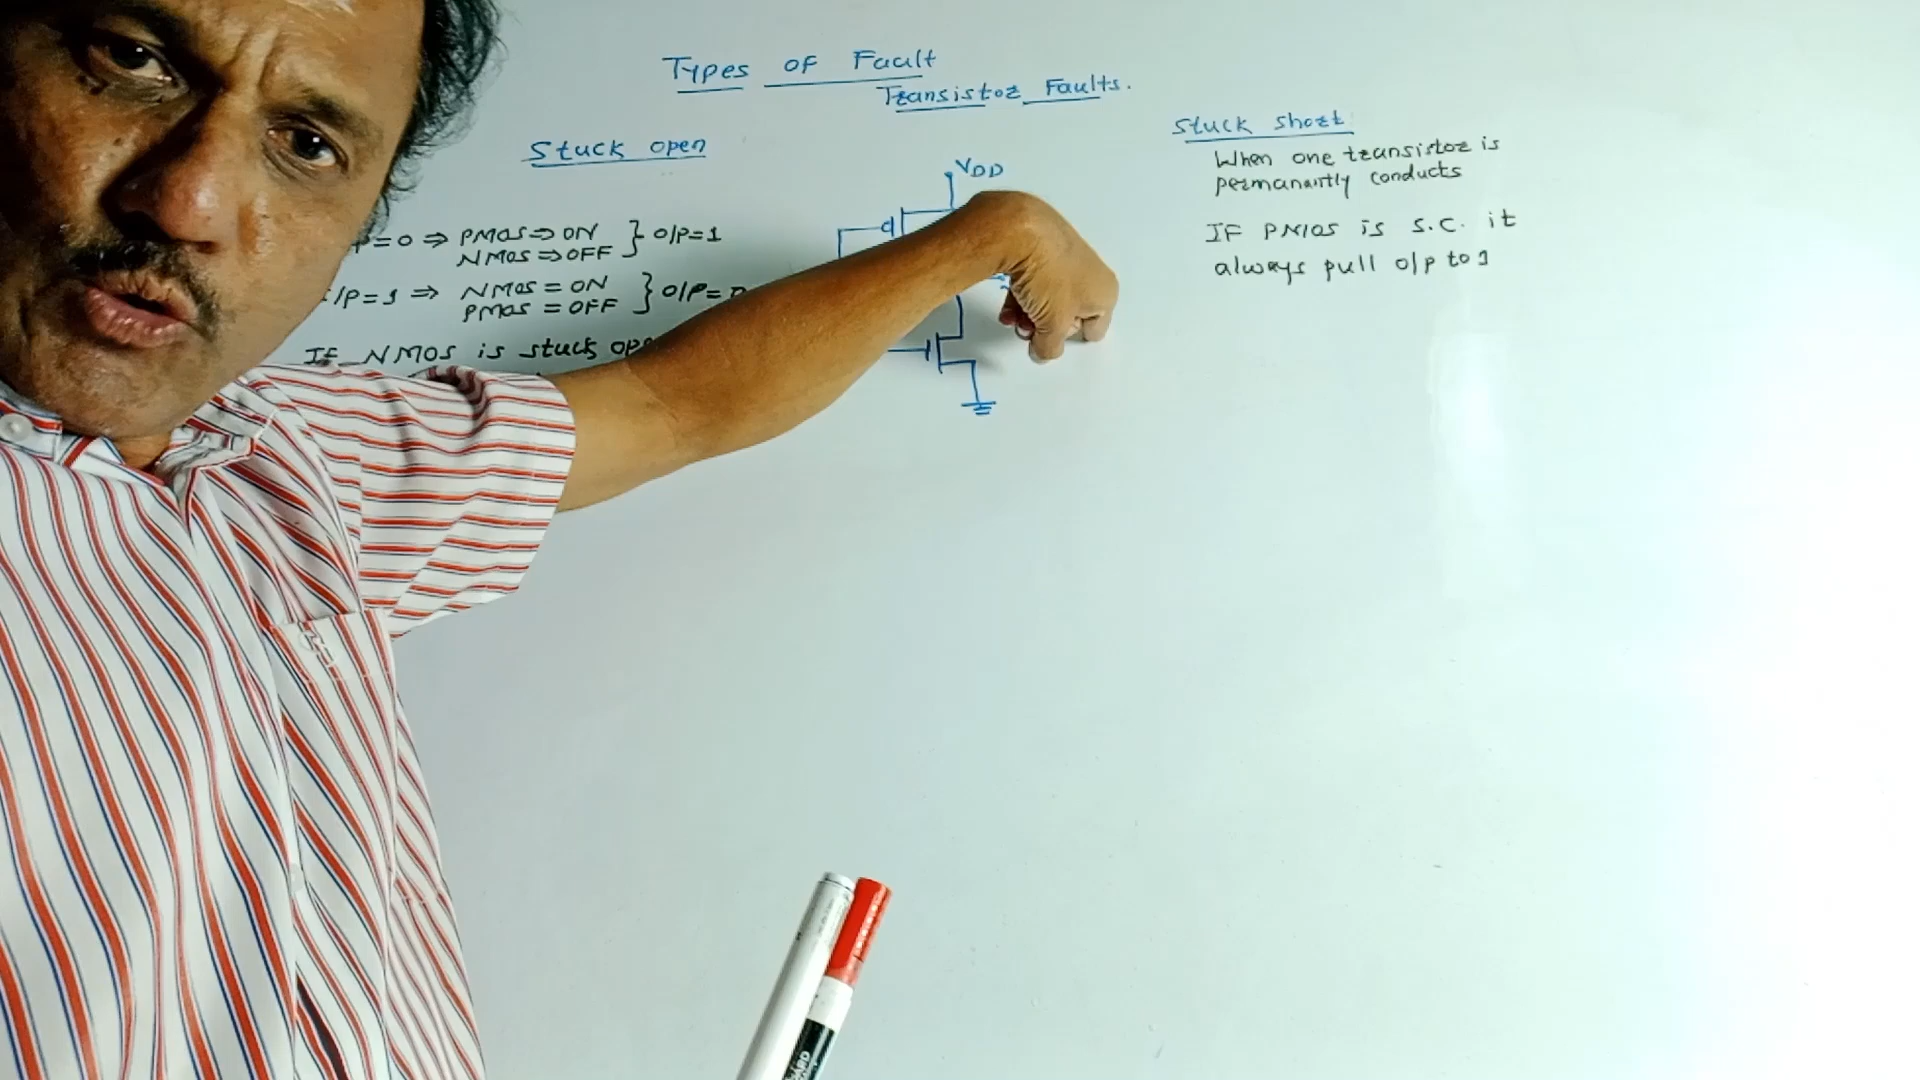 Types of Fault
Transistor Faults.
Stuck open
P=0 ⇒ PMOS ⇒ ON
NMOS ⇒ OFF } O/P=1
/P=1 ⇒ NMOS = ON
PMOS = OFF } O/P=
IF NMOS is stuck
VDD
Stuck short
When one transistor is
permanantly conducts
IF PMOS is S.C. it
always pull o/p to 1